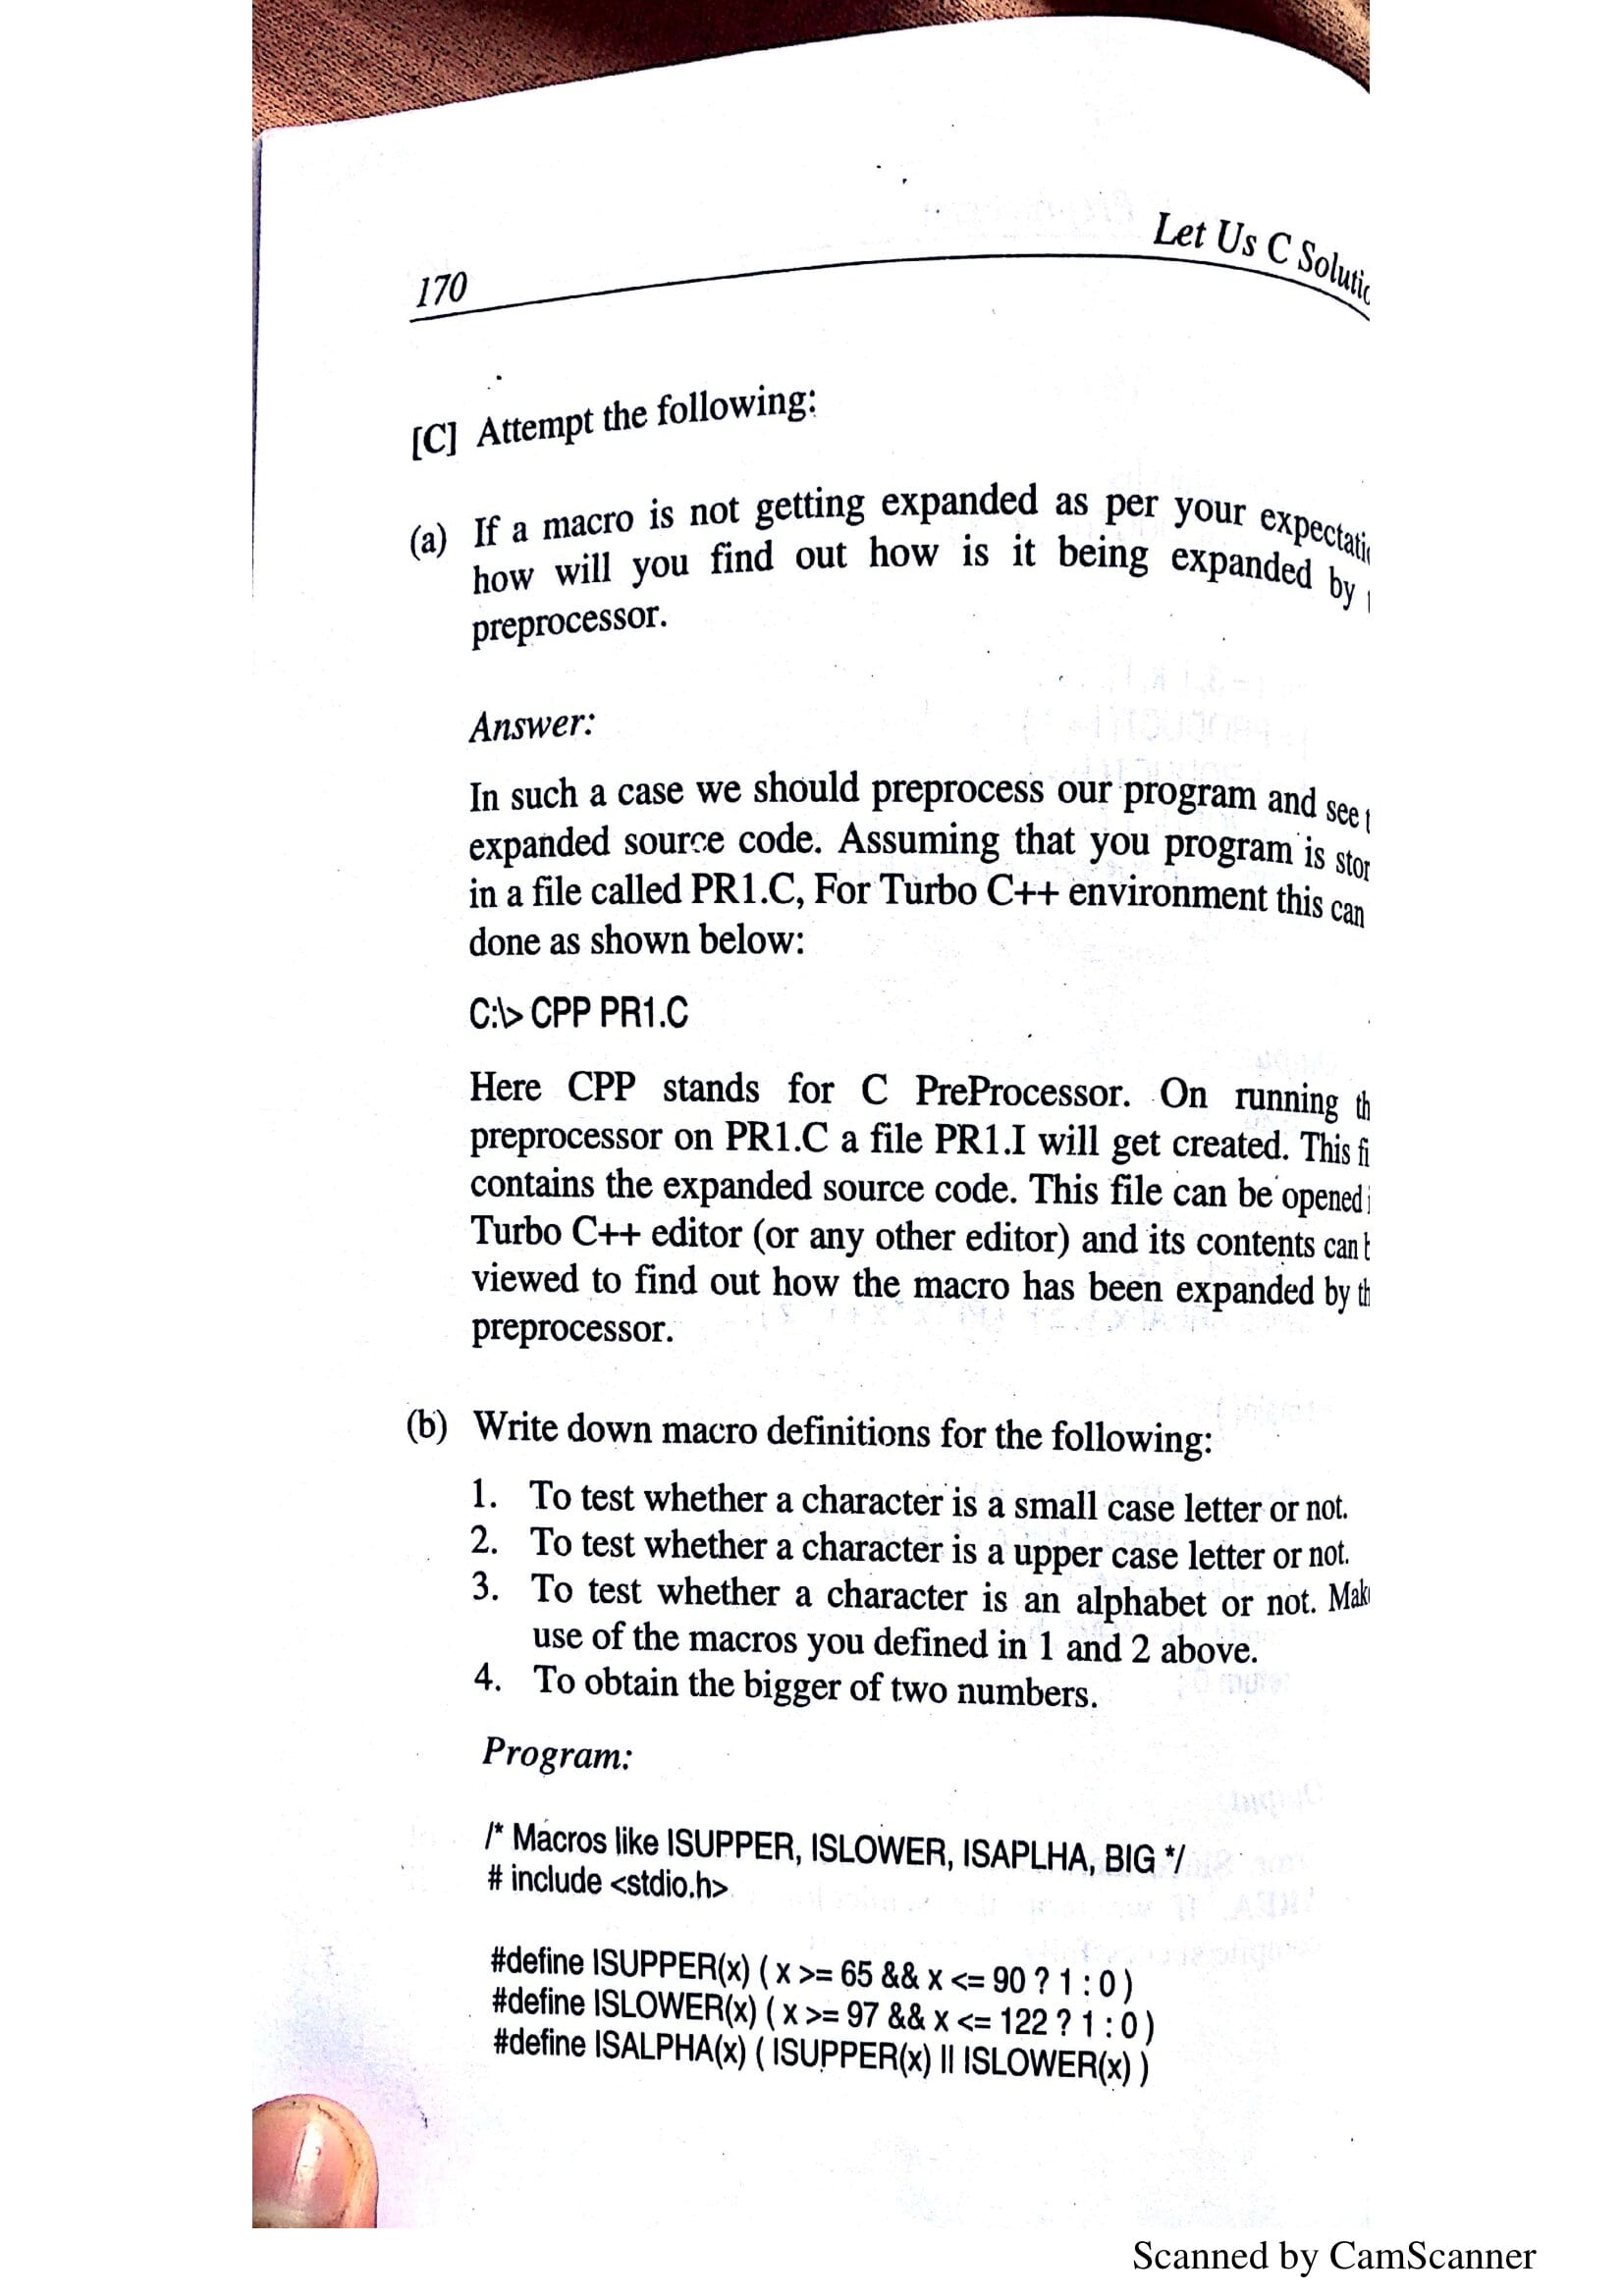 170
Let Us C Solutio
[C] Attempt the following:
(a) If a macro is not getting expanded as per your expectatio
how will you find out how is it being expanded by
preprocessor.
Answer:
In such a case we should preprocess our program and see t
expanded source code. Assuming that you program is stor
in a file called PR1.C, For Turbo C++ environment this can
done as shown below:
C:\> CPP PR1.C
Here CPP stands for C PreProcessor. On running th
preprocessor on PR1.C a file PR1.I will get created. This fi
contains the expanded source code. This file can be opened i
Turbo C++ editor (or any other editor) and its contents can b
viewed to find out how the macro has been expanded by th
preprocessor.
(b) Write down macro definitions for the following:
1. To test whether a character is a small case letter or not.
2. To test whether a character is a upper case letter or not.
3. To test whether a character is an alphabet or not. Make
use of the macros you defined in 1 and 2 above.
4. To obtain the bigger of two numbers.
Program:
/* Macros like ISUPPER, ISLOWER, ISAPLHA, BIG */
# include <stdio.h>
#define ISUPPER(x) ( x >= 65 && x <= 90 ? 1 : 0 )
#define ISLOWER(x) ( x >= 97 && x <= 122 ? 1 : 0 )
#define ISALPHA(x) ( ISUPPER(x) || ISLOWER(x) )
Scanned by CamScanner